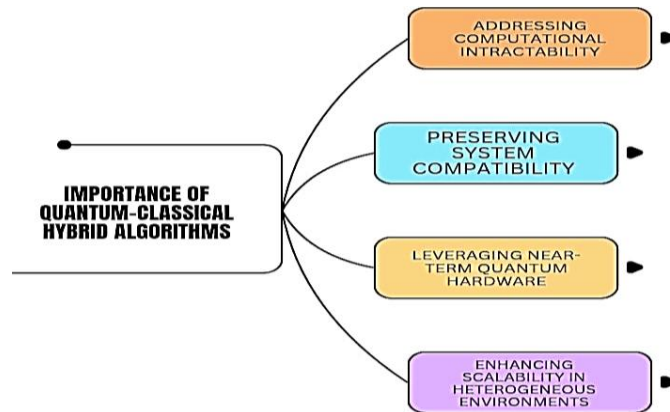 ADDRESSING
COMPUTATIONAL
INTRACTABILITY
PRESERVING
SYSTEM
COMPATIBILITY
IMPORTANCE OF
QUANTUM-CLASSICAL
HYBRID ALGORITHMS
LEVERAGING NEAR-
TERM QUANTUM
HARDWARE
ENHANCING
SCALABILITY IN
HETEROGENEOUS
ENVIRONMENTS